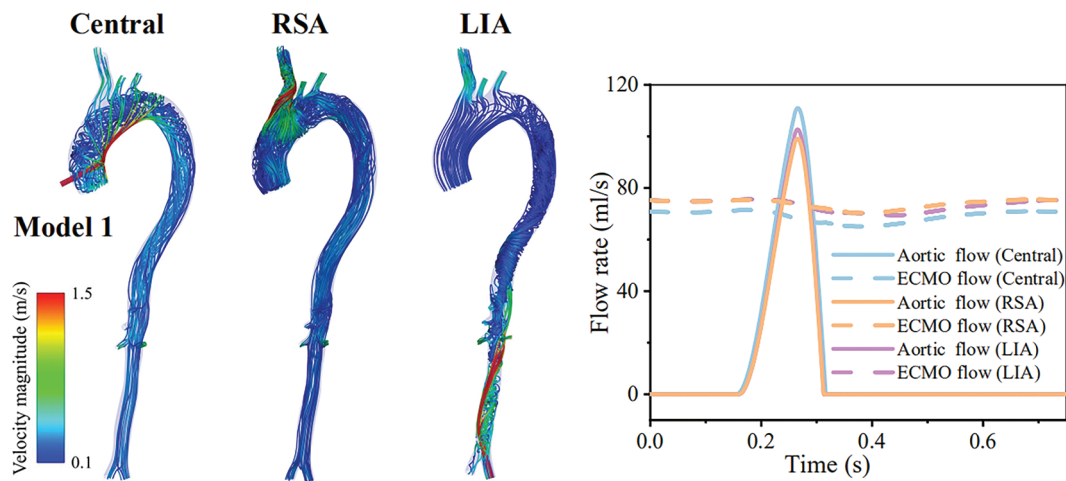 Central RSA LIA
Model 1
Velocity magnitude (m/s)
1.5
0.1
Flow rate (ml/s)
120
80
40
0
Aortic flow (Central)
ECMO flow (Central)
Aortic flow (RSA)
ECMO flow (RSA)
Aortic flow (LIA)
ECMO flow (LIA)
0.0 0.2 0.4 0.6
Time (s)